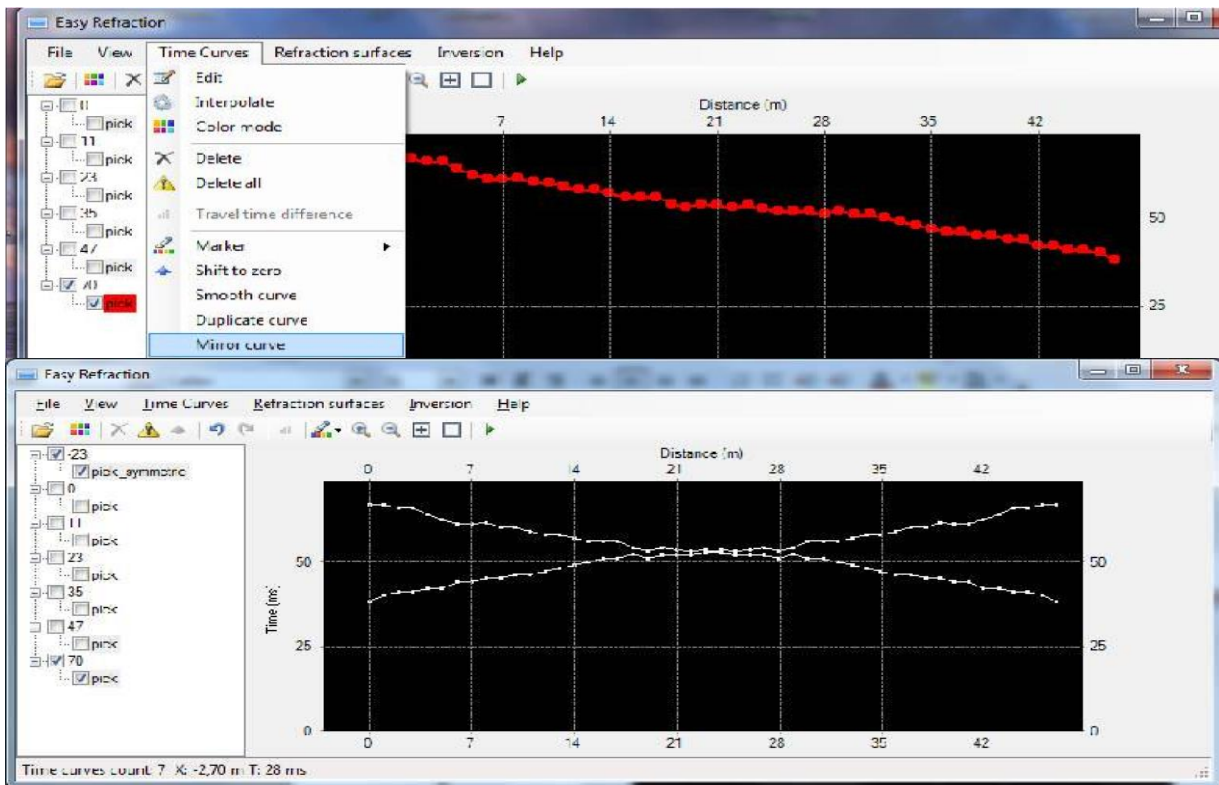 Easy Refraction
File View Time Curves Refraction surfaces Inversion Help
Edit
Interpolate
Color mode
Delete
Delete all
Travel time difference
Marker
Shift to zero
Smooth curve
Duplicate curve
Mirror curve
0
pick
11
pick
23
pick
35
pick
47
pick
70
pick
Distance (m)
7 14 21 28 35 42
50
25
Easy Refraction
File View Time Curves Refraction surfaces Inversion Help
-23
pick_symmetric
0
pick
11
pick
23
pick
35
pick
47
pick
70
pick
Distance (m)
0 7 14 21 28 35 42
50 50
Time (ms)
25 25
0 0
0 7 14 21 28 35 42
Time curves count: 7 X: -2,70 m T: 28 ms